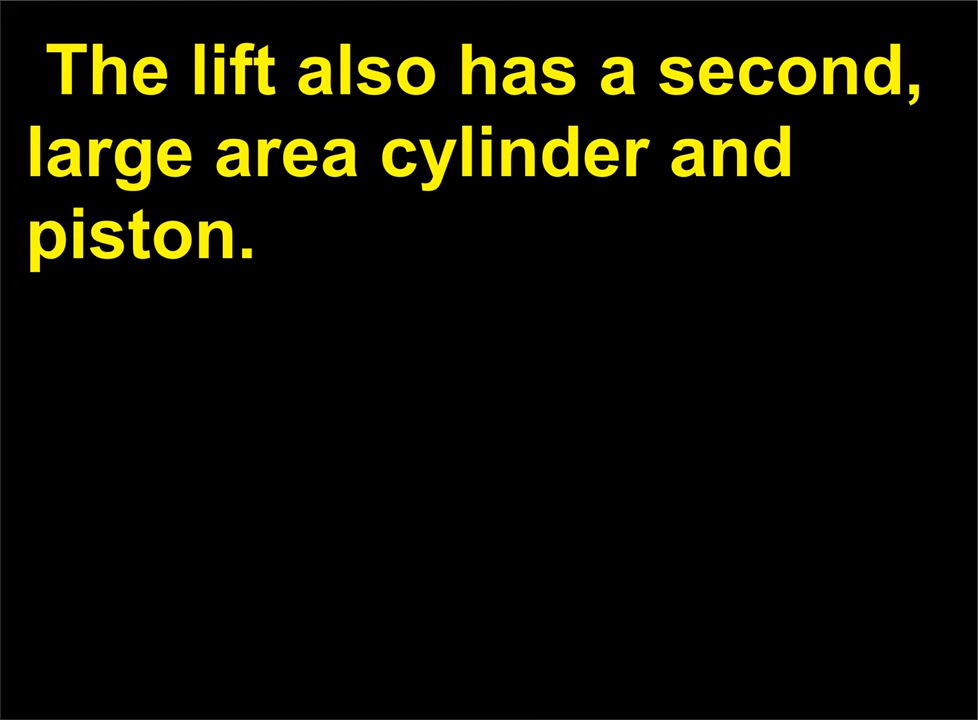 The lift also has a second,
large area cylinder and
piston.